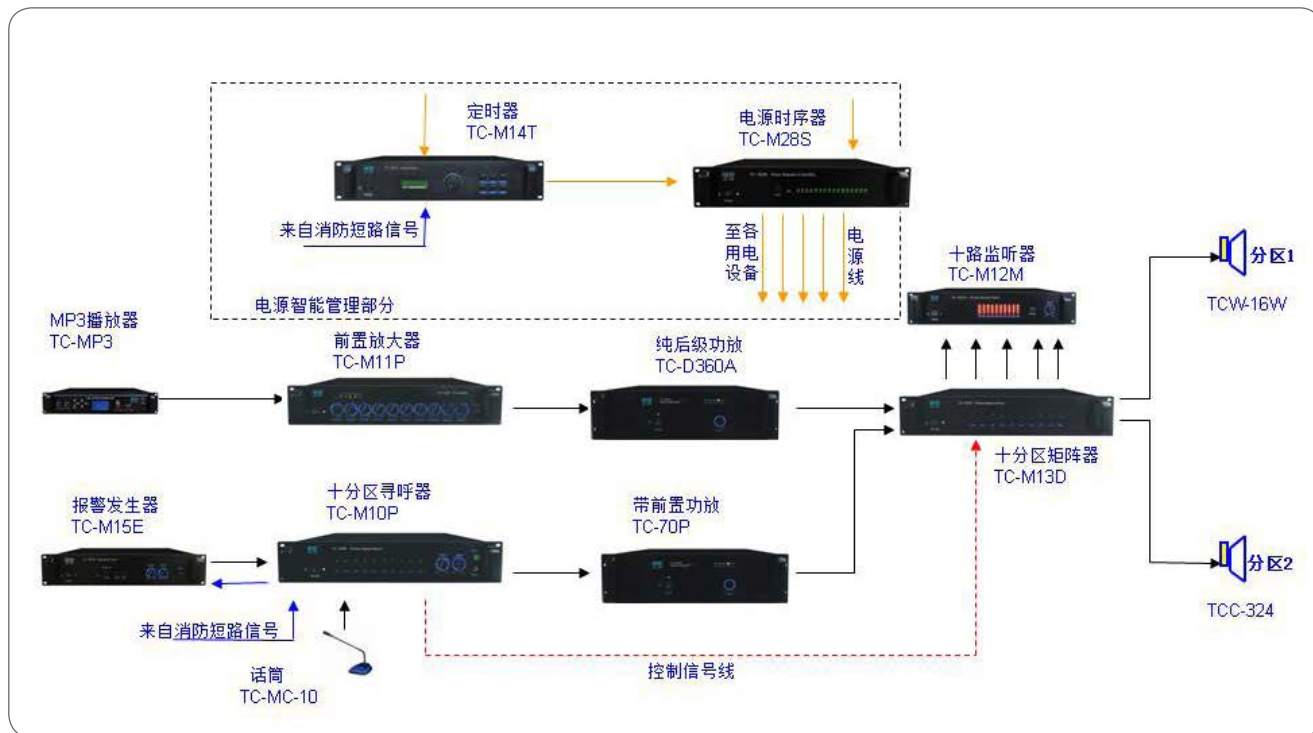 定时器
TC-M14T
电源时序器
TC-M28S
来自消防短路信号
至各
用电
设备
电
源
线
电源智能管理部分
十路监听器
TC-M12M
分区1
TCW-16W
MP3播放器
TC-MP3
前置放大器
TC-M11P
纯后级功放
TC-D360A
十分区矩阵器
TC-M13D
报警发生器
TC-M15E
十分区寻呼器
TC-M10P
带前置功放
TC-70P
分区2
TCC-324
来自消防短路信号
话筒
TC-MC-10
控制信号线